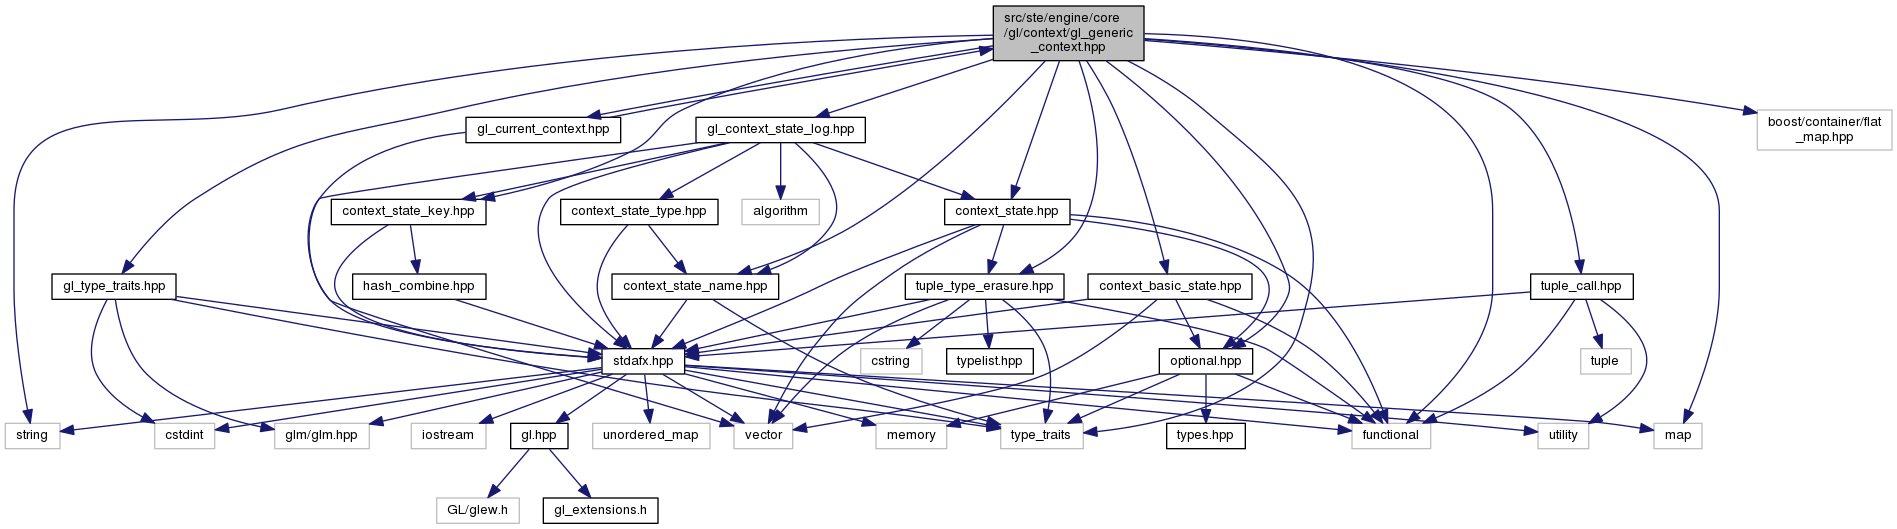 src/ste/engine/core
/gl/context/gl_generic
_context.hpp
gl_current_context.hpp
gl_context_state_log.hpp
boost/container/flat
_map.hpp
context_state_key.hpp
context_state_type.hpp
algorithm
context_state.hpp
gl_type_traits.hpp
hash_combine.hpp
context_state_name.hpp
tuple_type_erasure.hpp
context_basic_state.hpp
tuple_call.hpp
stdafx.hpp
cstring
typelist.hpp
optional.hpp
tuple
string
cstdint
glm/glm.hpp
iostream
gl.hpp
unordered_map
vector
memory
type_traits
types.hpp
functional
utility
map
GL/glew.h
gl_extensions.h